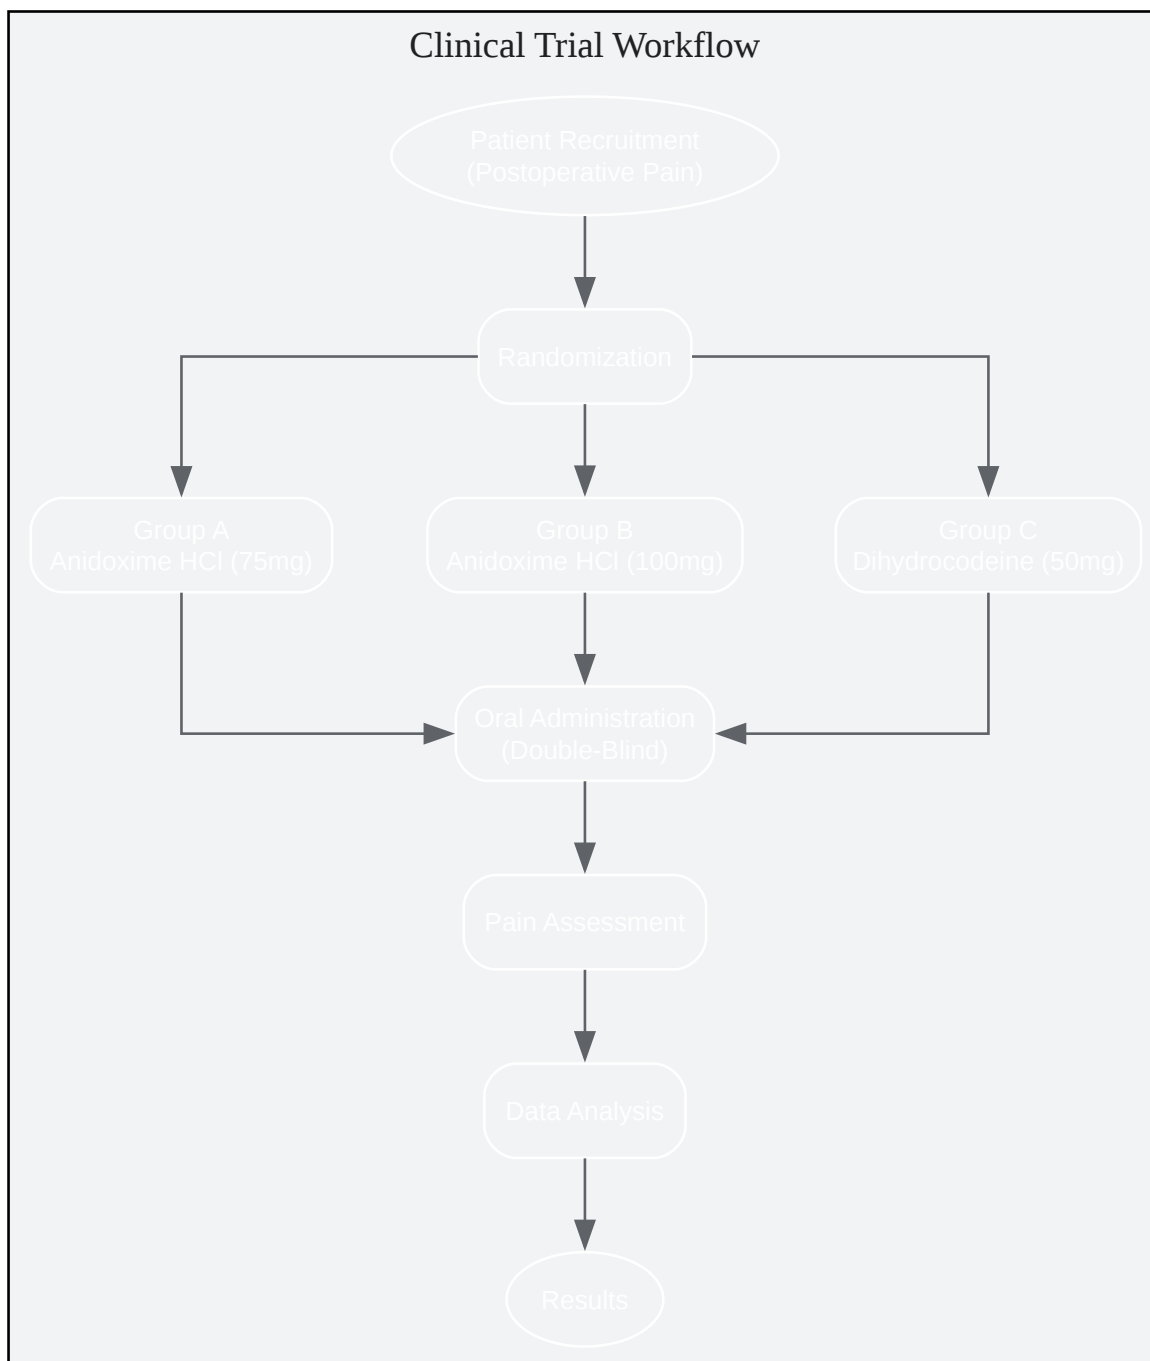 Clinical Trial Workflow
Patient Recruitment
(Postoperative Pain)
Randomization
Group A
Anidoxime HCl (75mg)
Group B
Anidoxime HCl (100mg)
Group C
Dihydrocodeine (50mg)
Oral Administration
(Double-Blind)
Pain Assessment
Data Analysis
Results